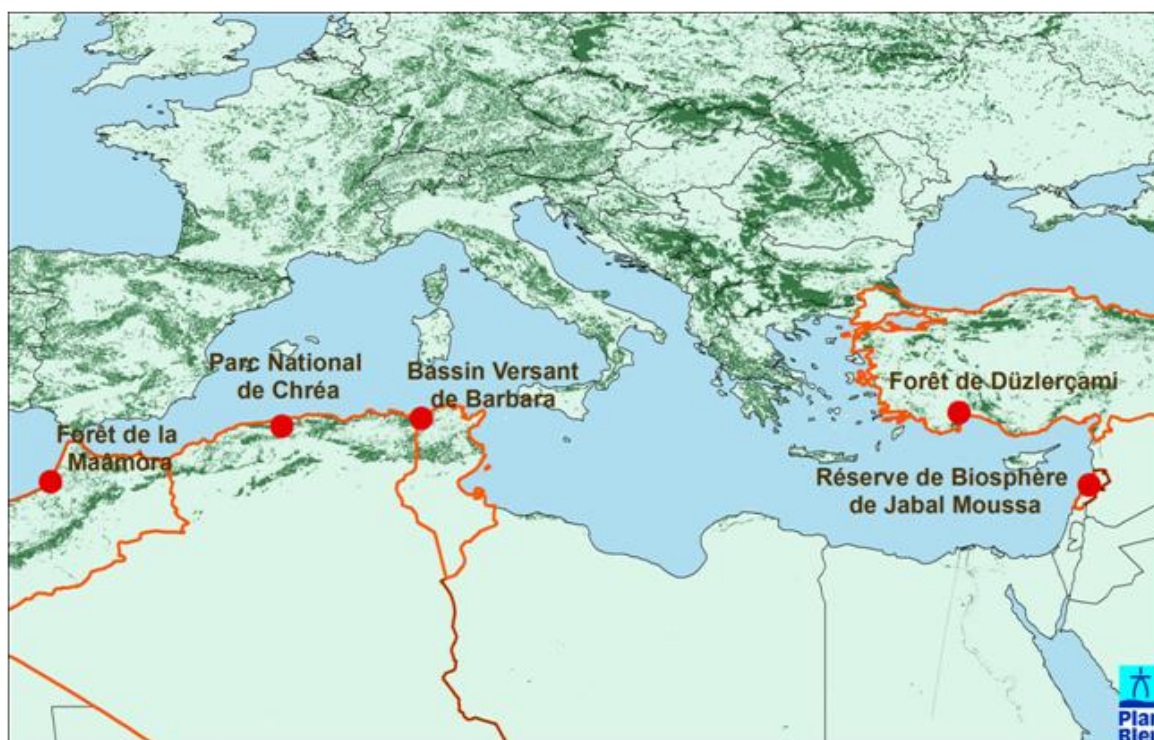 Parc National
de Chréa
Bassin Versant
de Barbara
Forêt de Düzlerçami
Forêt de la
Maâmora
Réserve de Biosphère
de Jabal Moussa
Plan
Bleu